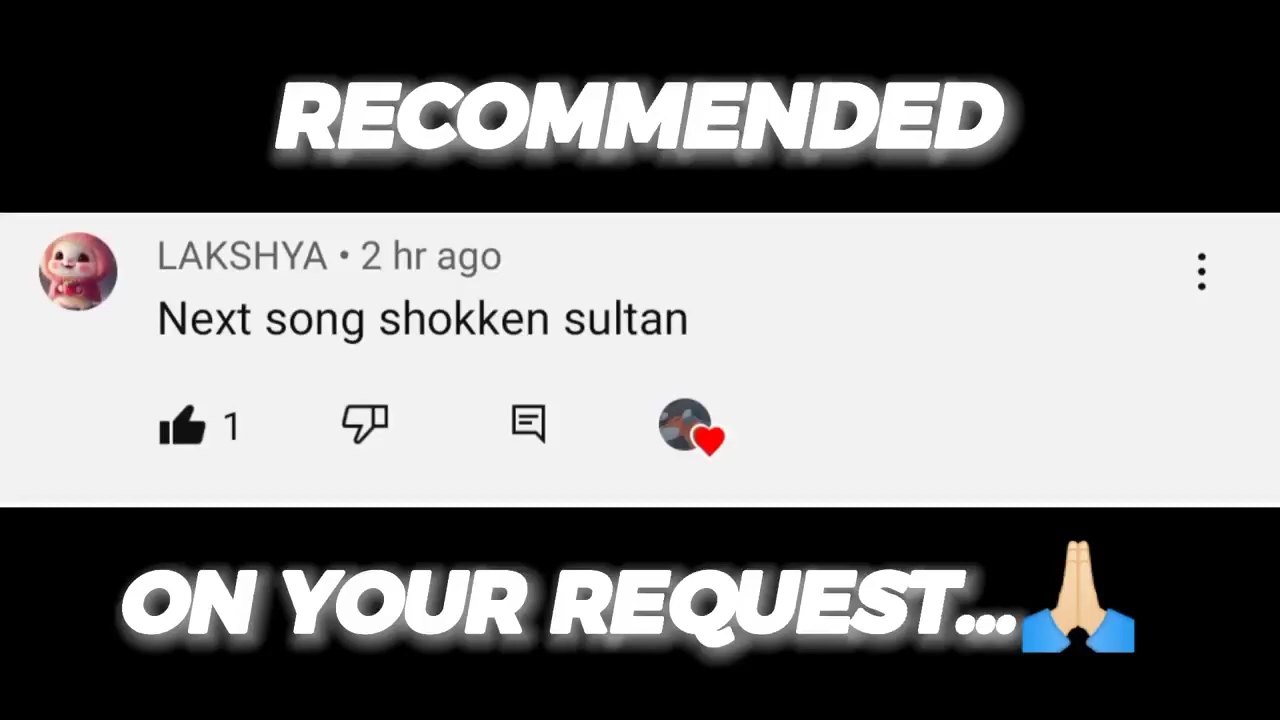 RECOMMENDED
LAKSHYA • 2 hr ago
Next song shokken sultan
1
ON YOUR REQUEST...🙏🏻